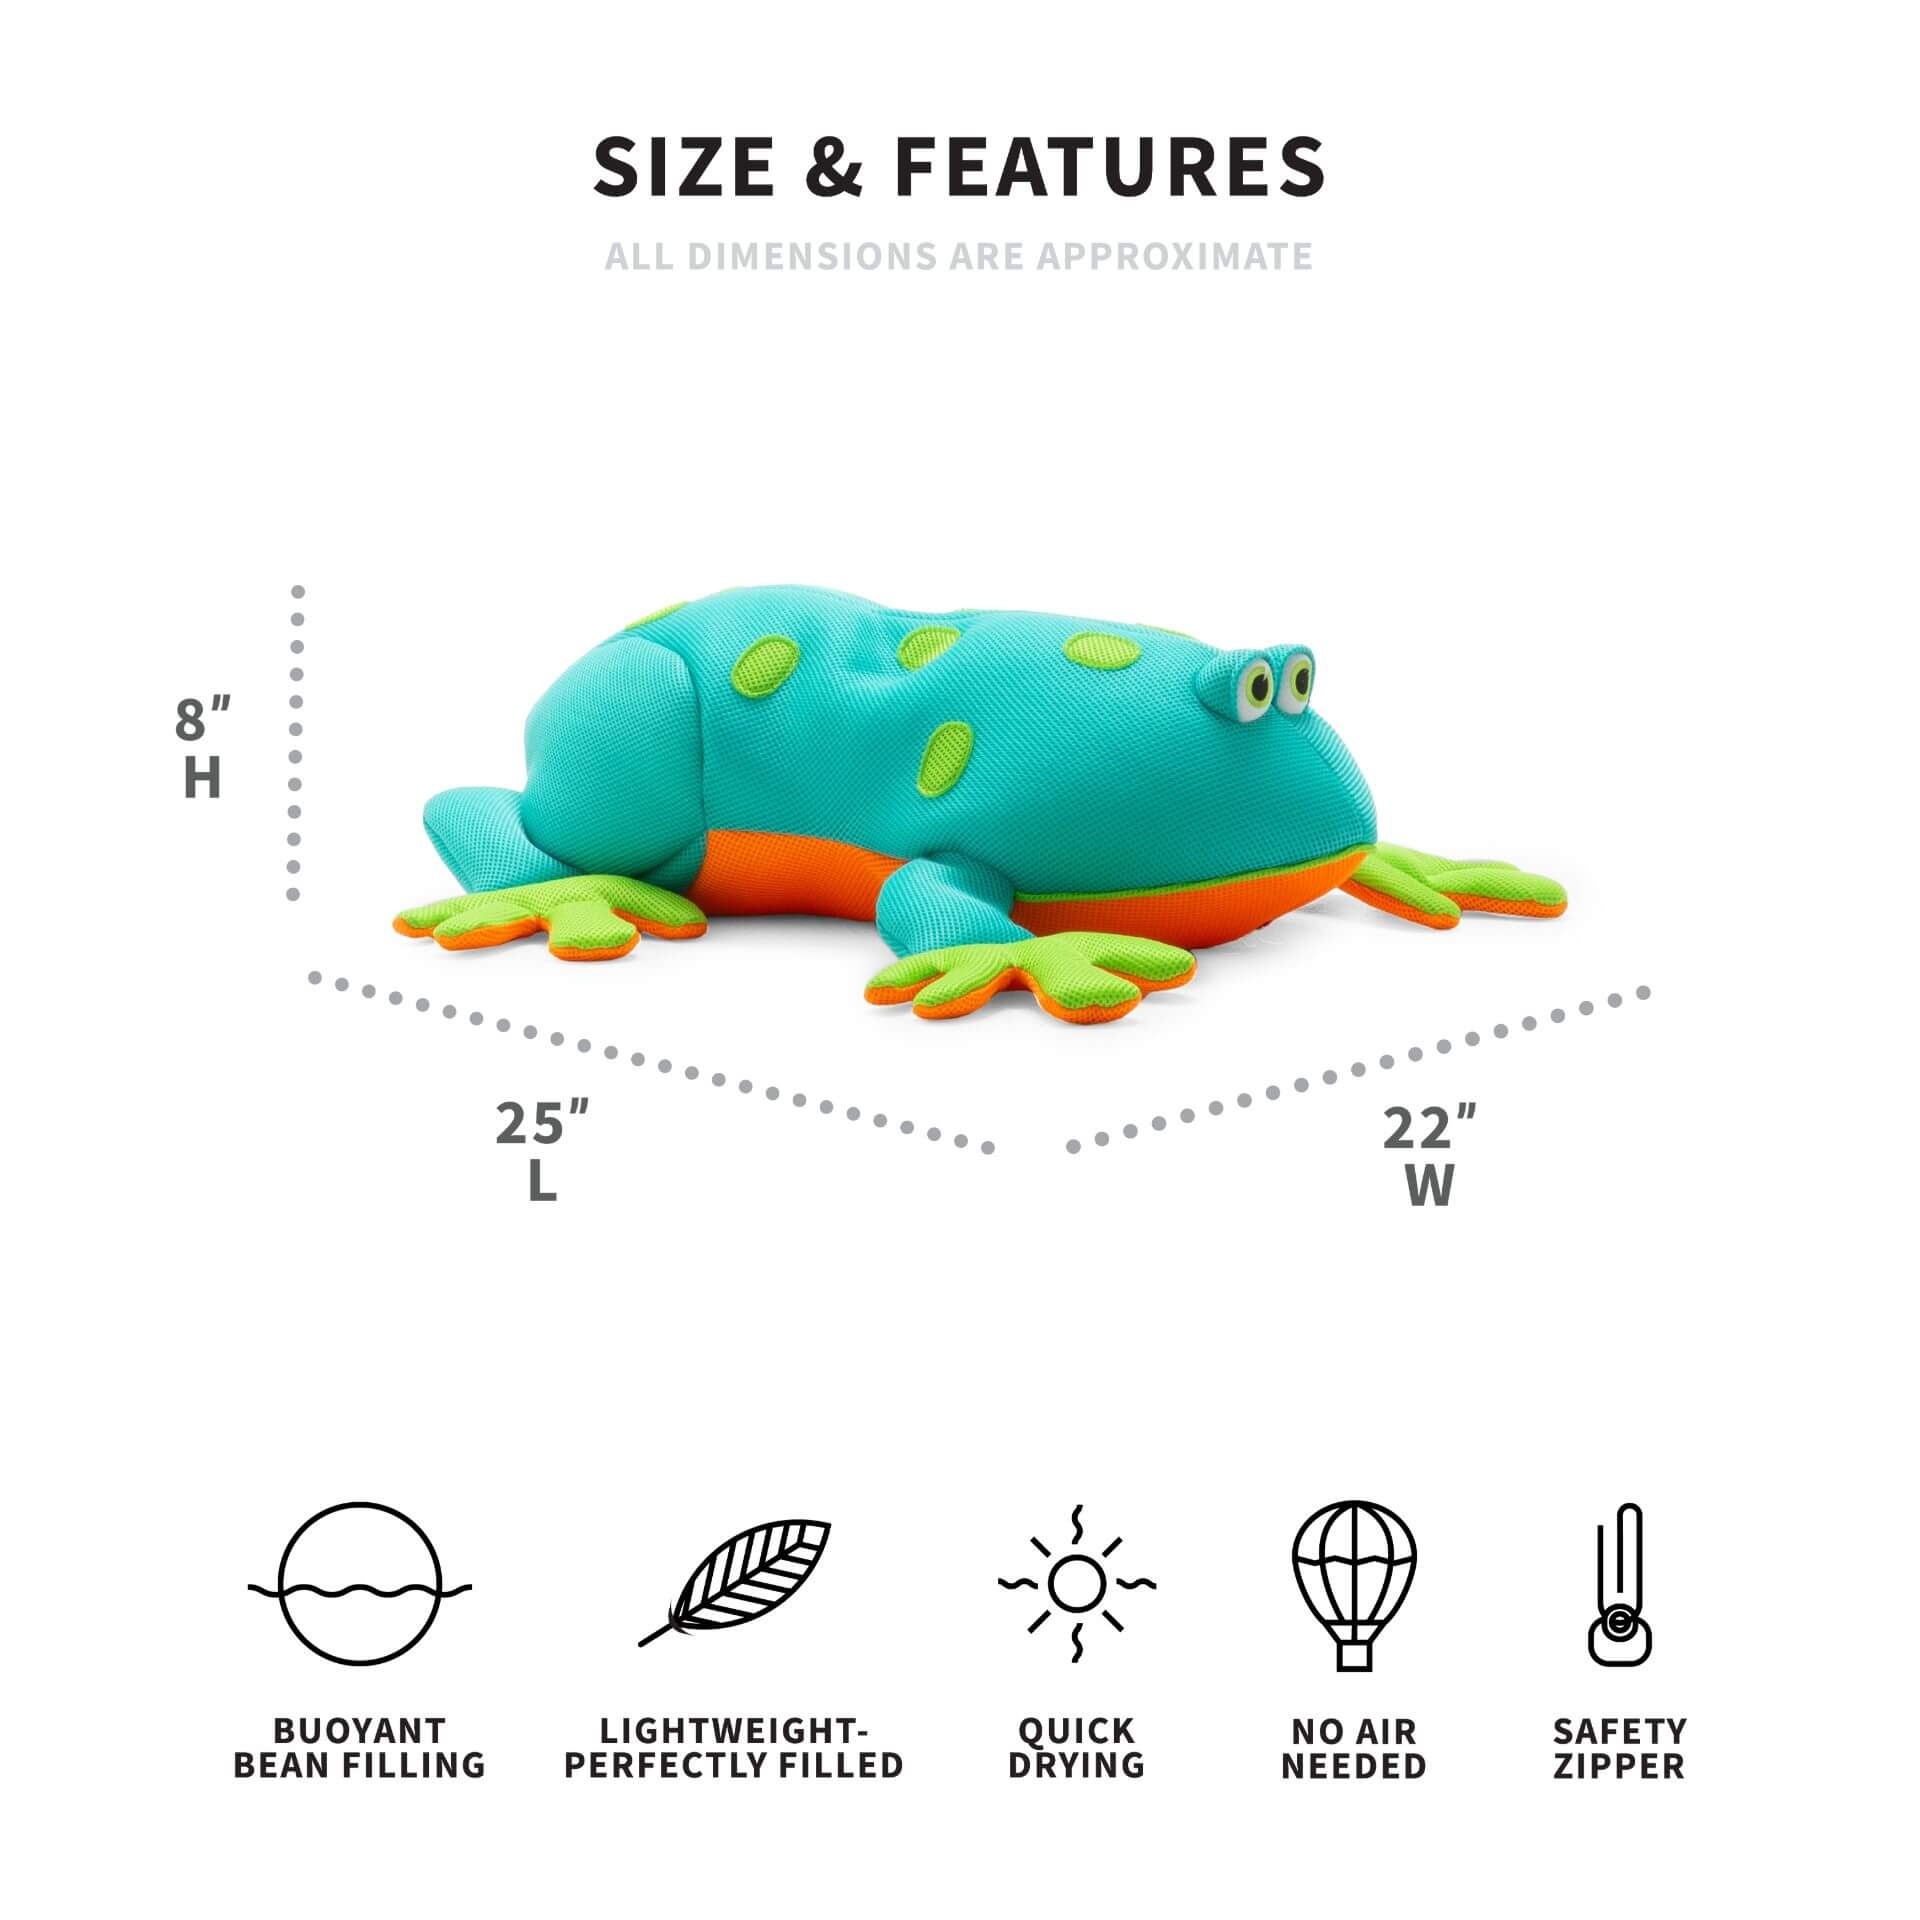 SIZE & FEATURES
ALL DIMENSIONS ARE APPROXIMATE
8″
H
25″
L
22″
W
BUOYANT
BEAN FILLING
LIGHTWEIGHT-
PERFECTLY FILLED
QUICK
DRYING
NO AIR
NEEDED
SAFETY
ZIPPER